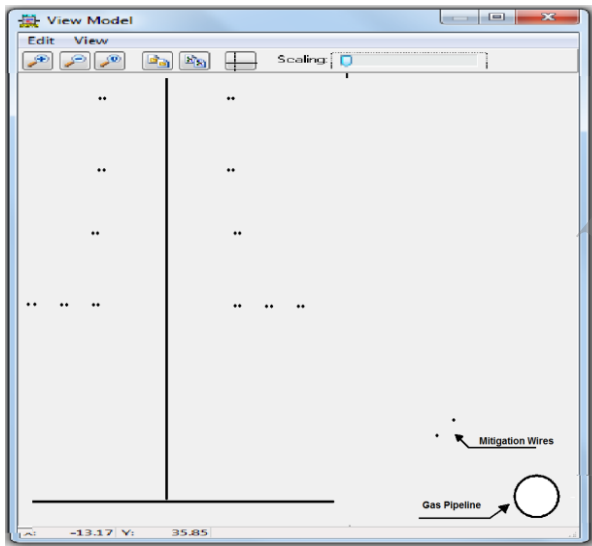 View Model
Edit View
Scaling:
Mitigation Wires
Gas Pipeline
X: -13.17 Y: 35.85